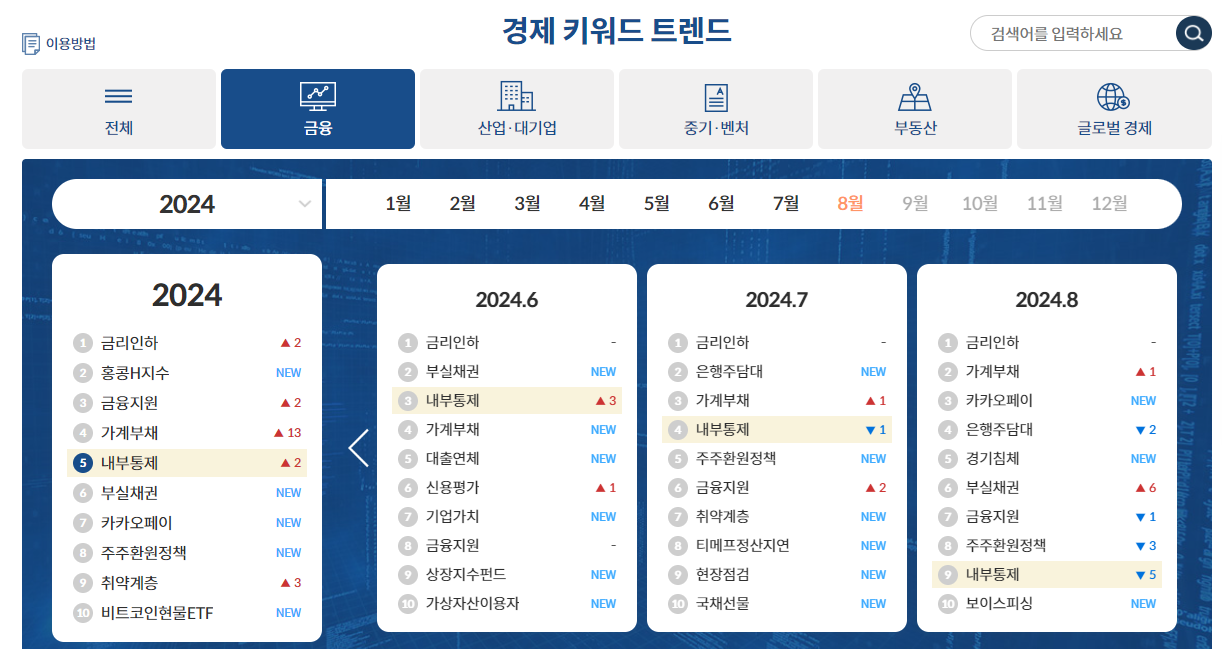 이용방법
경제 키워드 트렌드
검색어를 입력하세요
전체
금융
산업·대기업
중기·벤처
부동산
글로벌 경제
2024
1월 2월 3월 4월 5월 6월 7월 8월 9월 10월 11월 12월
2024
1 금리인하 ▲ 2
2 홍콩H지수 NEW
3 금융지원 ▲ 2
4 가계부채 ▲ 13
5 내부통제 ▲ 2
6 부실채권 NEW
7 카카오페이 NEW
8 주주환원정책 NEW
9 취약계층 ▲ 3
10 비트코인현물ETF NEW
2024.6
1 금리인하 -
2 부실채권 NEW
3 내부통제 ▲ 3
4 가계부채 NEW
5 대출연체 NEW
6 신용평가 ▲ 1
7 기업가치 NEW
8 금융지원 -
9 상장지수펀드 NEW
10 가상자산이용자 NEW
2024.7
1 금리인하 -
2 은행주담대 NEW
3 가계부채 ▲ 1
4 내부통제 ▼ 1
5 주주환원정책 NEW
6 금융지원 ▲ 2
7 취약계층 NEW
8 티메프정산지연 NEW
9 현장점검 NEW
10 국채선물 NEW
2024.8
1 금리인하 -
2 가계부채 ▲ 1
3 카카오페이 NEW
4 은행주담대 ▼ 2
5 경기침체 NEW
6 부실채권 ▲ 6
7 금융지원 ▼ 1
8 주주환원정책 ▼ 3
9 내부통제 ▼ 5
10 보이스피싱 NEW